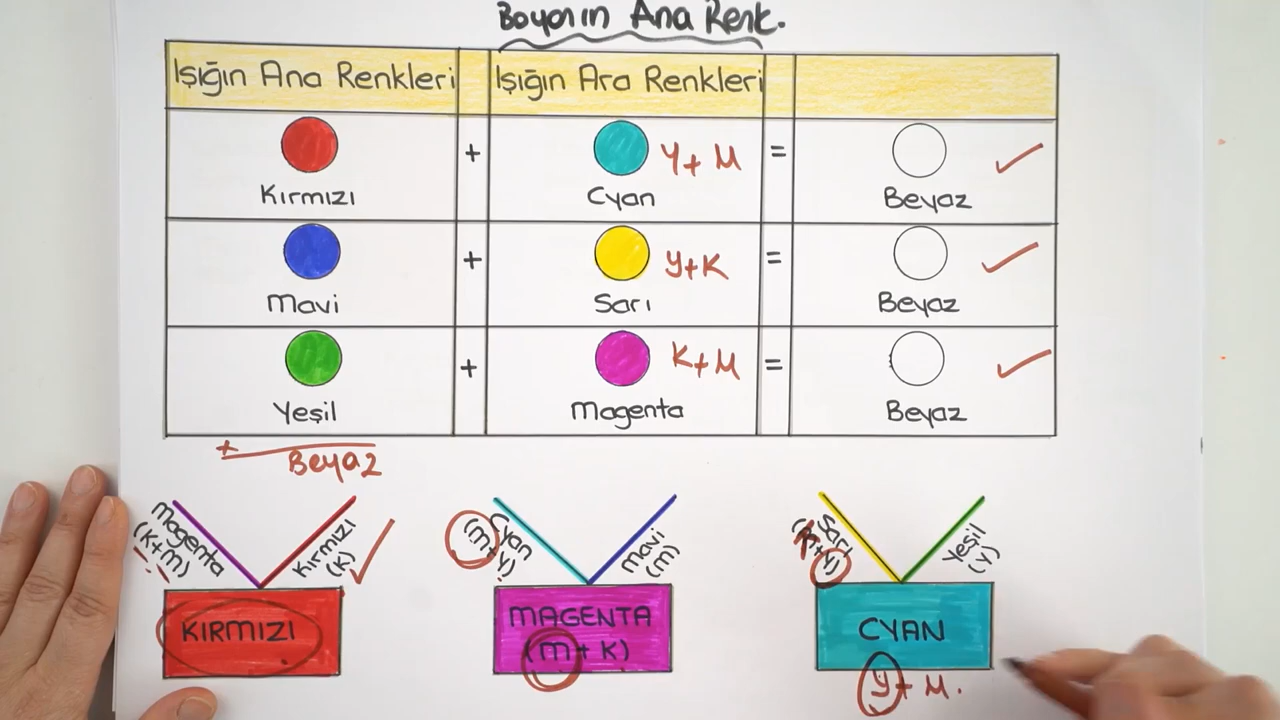 Boyanın Ana Renk.
Işığın Ana Renkleri
Işığın Ara Renkleri
Kırmızı + Cyan Y+M = Beyaz
Mavi + Sarı Y+K = Beyaz
Yeşil + Magenta K+M = Beyaz
+ Beyaz
Magenta (K+M)
Kırmızı (K)
KIRMIZI
Cyan (M+Y)
Mavi (M)
MAGENTA
(M+K)
Sarı (K+Y)
Yeşil (Y)
CYAN
Y+M.